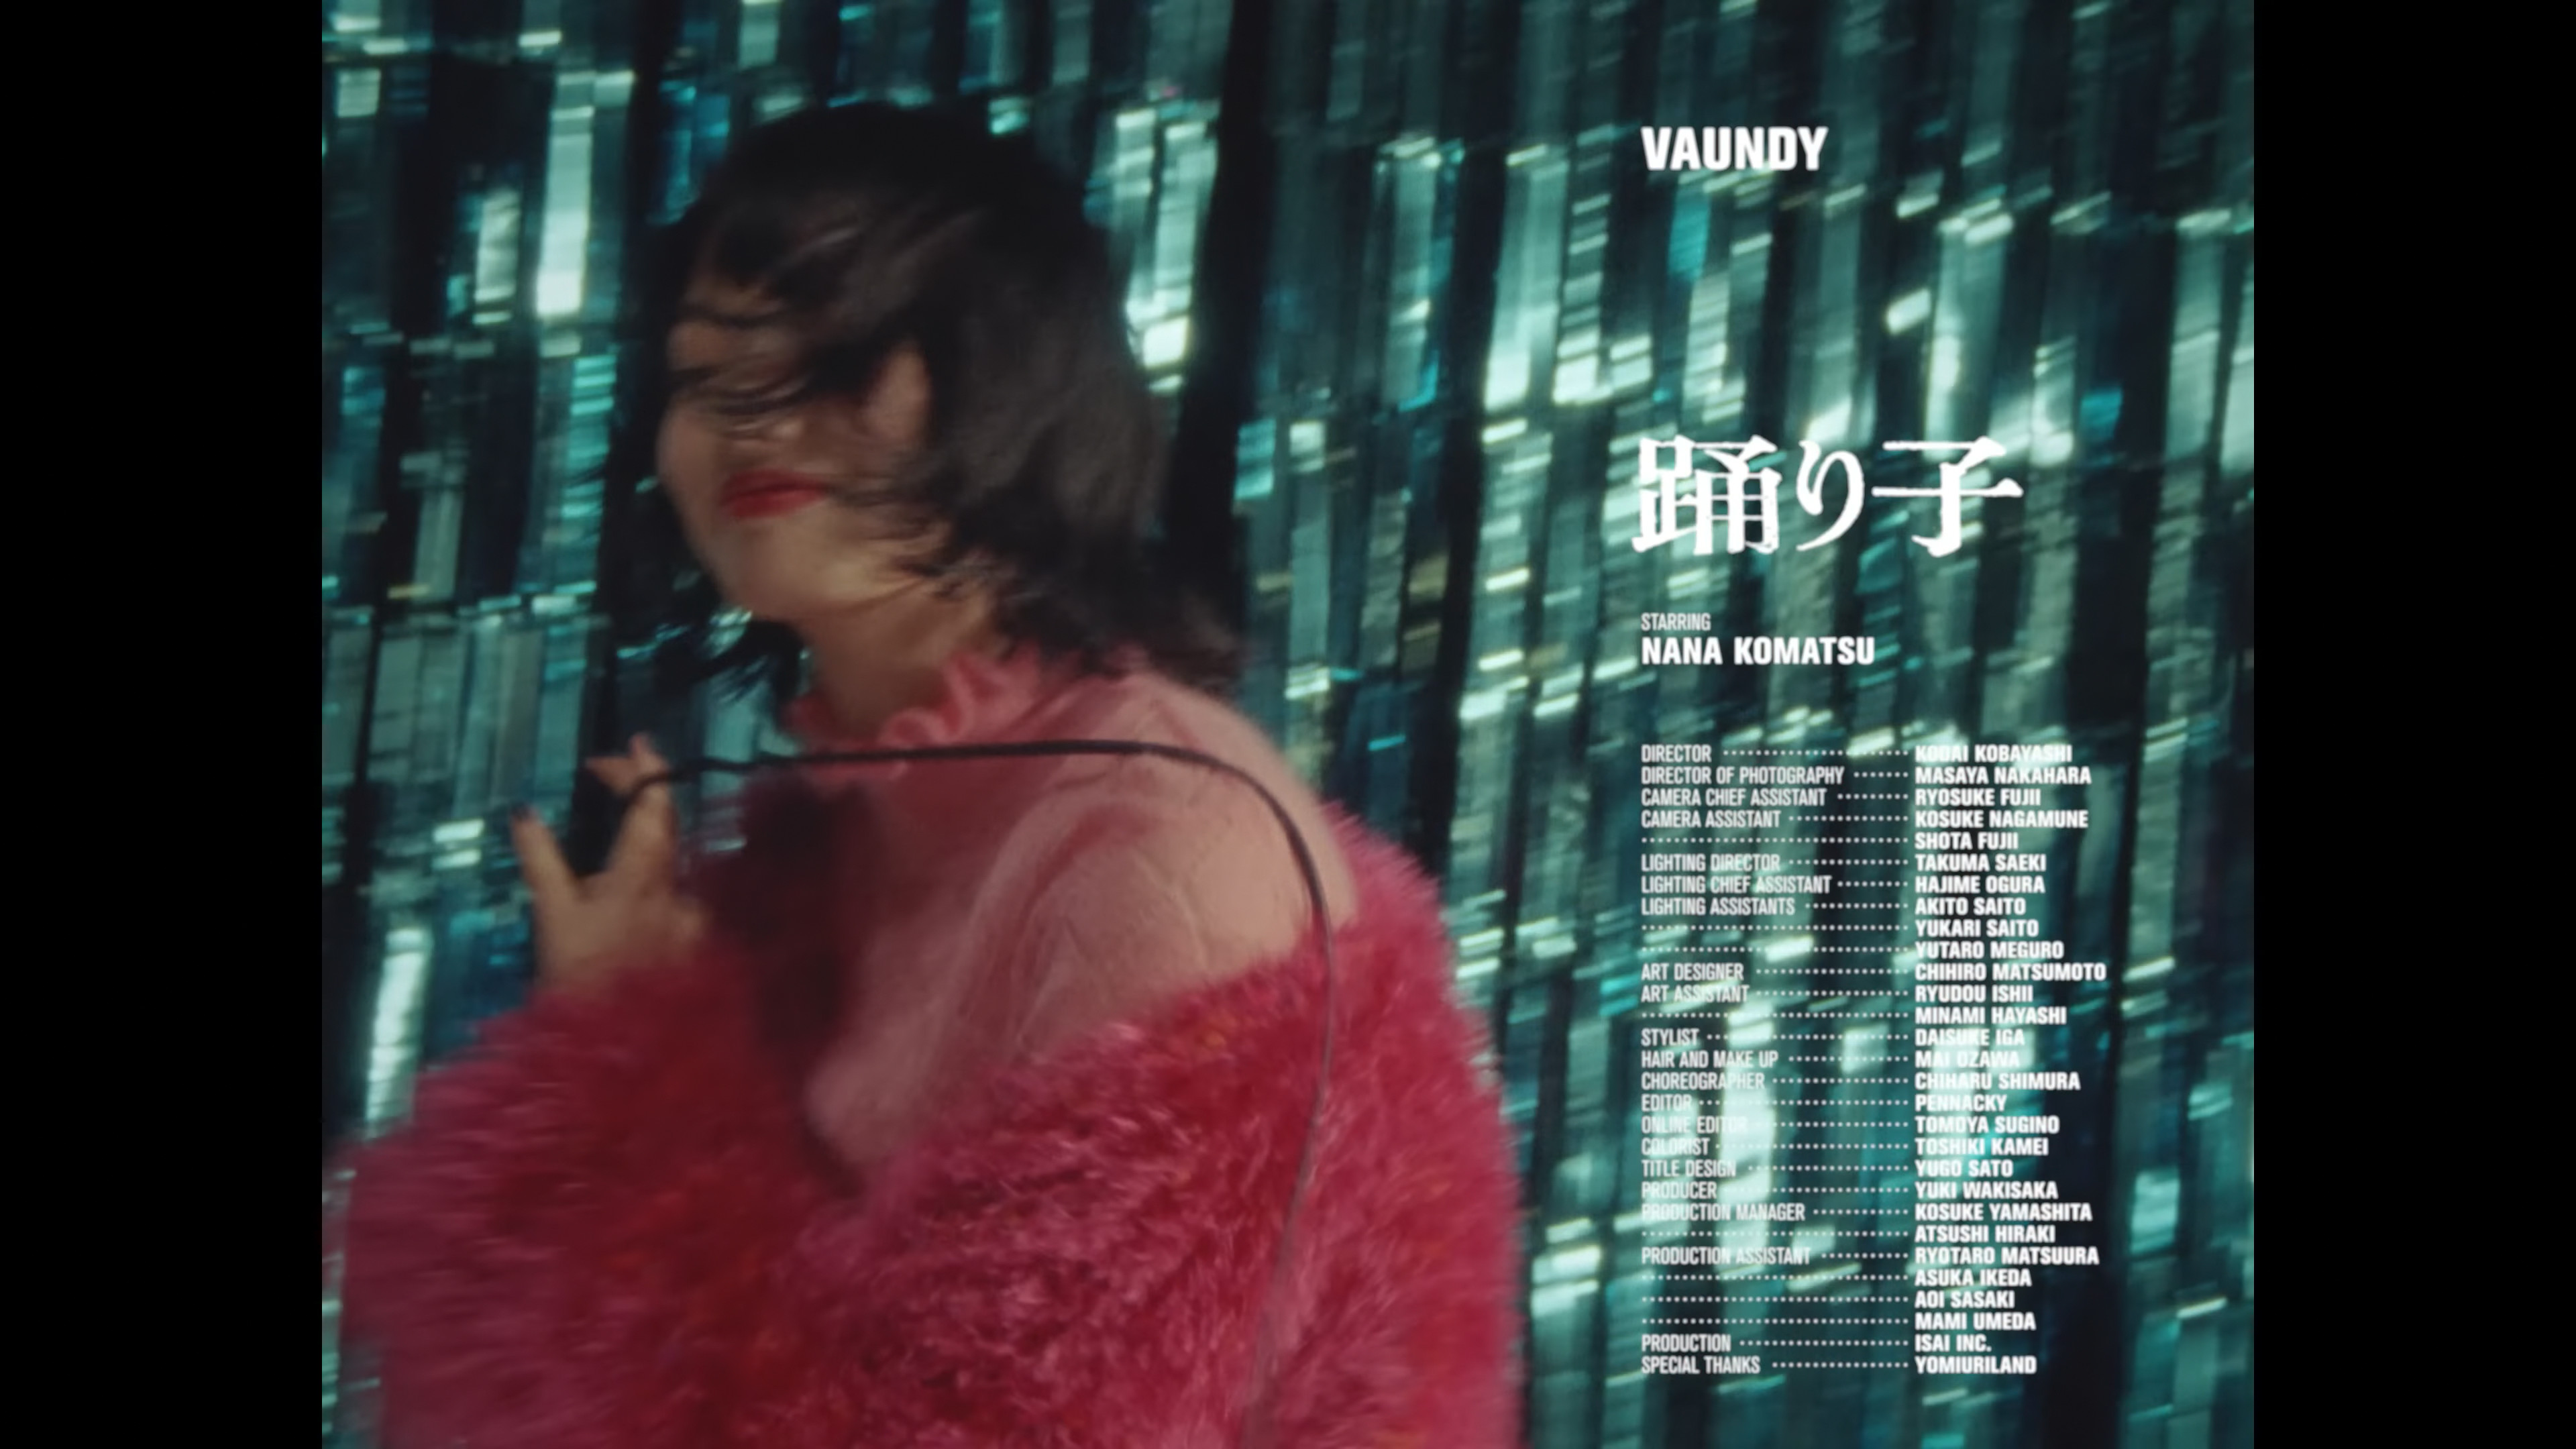 VAUNDY
踊り子
STARRING
NANA KOMATSU
DIRECTOR ···················· KODAI KOBAYASHI
DIRECTOR OF PHOTOGRAPHY ······· MASAYA NAKAHARA
CAMERA CHIEF ASSISTANT ········· RYOSUKE FUJII
CAMERA ASSISTANT ·············· KOSUKE NAGAMUNE
······························ SHOTA FUJII
LIGHTING DIRECTOR ·············· TAKUMA SAEKI
LIGHTING CHIEF ASSISTANT ········· HAJIME OGURA
LIGHTING ASSISTANTS ············ AKITO SAITO
······························ YUKARI SAITO
······························ YUTARO MEGURO
ART DESIGNER ·················· CHIHIRO MATSUMOTO
ART ASSISTANT ·················· RYUDOU ISHII
······························ MINAMI HAYASHI
STYLIST ······················· DAISUKE IGA
HAIR AND MAKE UP ·············· MAI OZAWA
CHOREOGRAPHER ················ CHIHARU SHIMURA
EDITOR ························ PENNACKY
ONLINE EDITOR ·················· TOMOYA SUGINO
COLORIST ······················ TOSHIKI KAMEI
TITLE DESIGN ··················· YUGO SATO
PRODUCER ····················· YUKI WAKISAKA
PRODUCTION MANAGER ··········· KOSUKE YAMASHITA
······························ ATSUSHI HIRAKI
PRODUCTION ASSISTANT ·········· RYOTARO MATSUURA
······························ ASUKA IKEDA
······························ AOI SASAKI
······························ MAMI UMEDA
PRODUCTION ···················· ISAI INC.
SPECIAL THANKS ················ YOMIURILAND